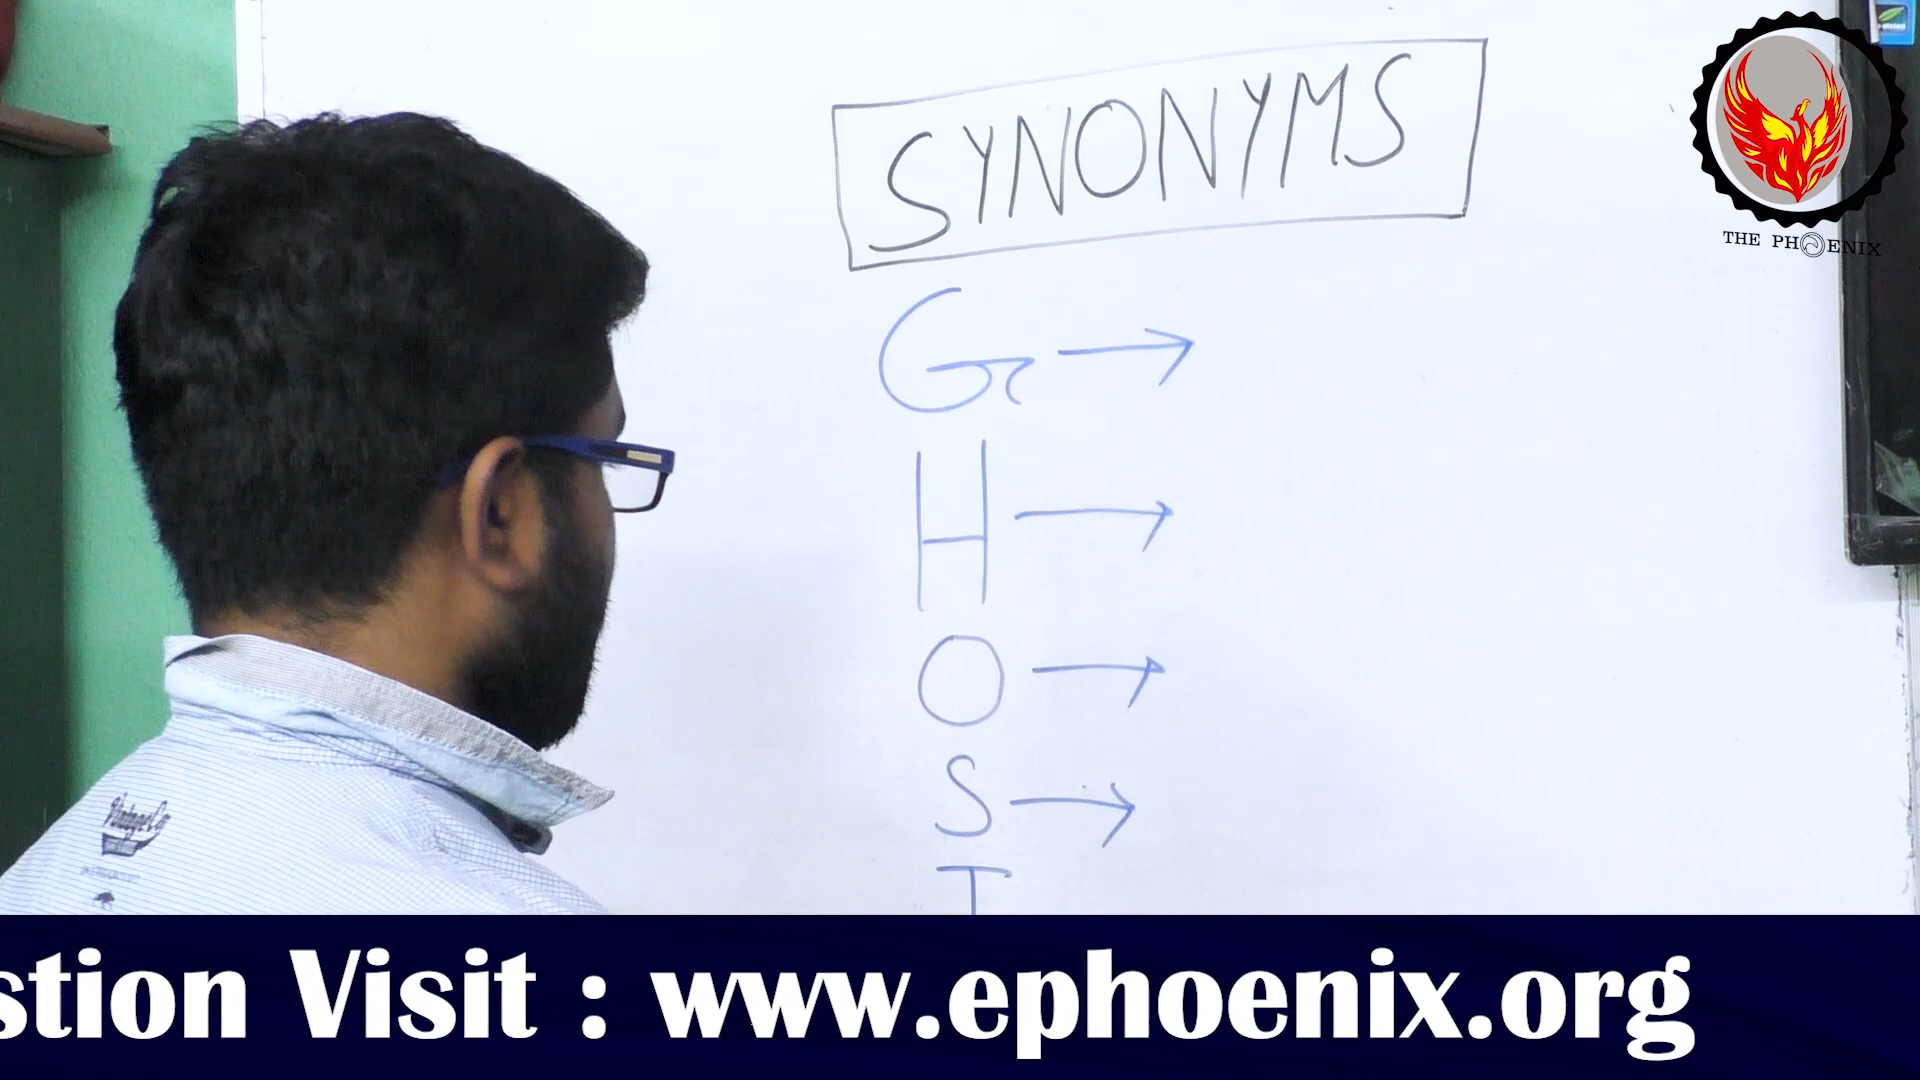 SYNONYMS
THE PHOENIX
G →
H →
O →
S →
T
stion Visit : www.ephoenix.org